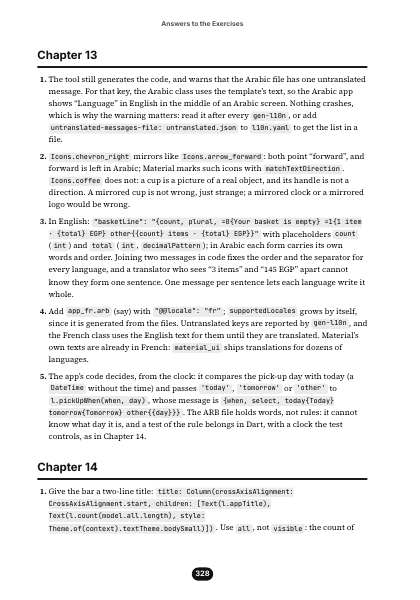 Answers to the Exercises
Chapter 13
1. The tool still generates the code, and warns that the Arabic file has one untranslated
message. For that key, the Arabic class uses the template's text, so the Arabic app
shows “Language” in English in the middle of an Arabic screen. Nothing crashes,
which is why the warning matters: read it after every gen-l10n, or add
untranslated-messages-file: untranslated.json to l10n.yaml to get the list in a
file.
2. Icons.chevron_right mirrors like Icons.arrow_forward: both point “forward”, and
forward is left in Arabic; Material marks such icons with matchTextDirection.
Icons.coffee does not: a cup is a picture of a real object, and its handle is not a
direction. A mirrored cup is not wrong, just strange; a mirrored clock or a mirrored
logo would be wrong.
3. In English: "basketLine": "{count, plural, =0{Your basket is empty} =1{1 item
· {total} EGP} other{{count} items · {total} EGP}}" with placeholders count
(int) and total (int, decimalPattern); in Arabic each form carries its own
words and order. Joining two messages in code fixes the order and the separator for
every language, and a translator who sees “3 items” and “145 EGP” apart cannot
know they form one sentence. One message per sentence lets each language write it
whole.
4. Add app_fr.arb (say) with "@@locale": "fr"; supportedLocales grows by itself,
since it is generated from the files. Untranslated keys are reported by gen-l10n, and
the French class uses the English text for them until they are translated. Material's
own texts are already in French: material_ui ships translations for dozens of
languages.
5. The app's code decides, from the clock: it compares the pick-up day with today (a
DateTime without the time) and passes 'today', 'tomorrow' or 'other' to
l.pickUpWhen(when, day), whose message is {when, select, today{Today}
tomorrow{Tomorrow} other{{day}}}. The ARB file holds words, not rules: it cannot
know what day it is, and a test of the rule belongs in Dart, with a clock the test
controls, as in Chapter 14.
Chapter 14
1. Give the bar a two-line title: title: Column(crossAxisAlignment:
CrossAxisAlignment.start, children: [Text(l.appTitle),
Text(l.count(model.all.length), style:
Theme.of(context).textTheme.bodySmall)]). Use all, not visible: the count of
328